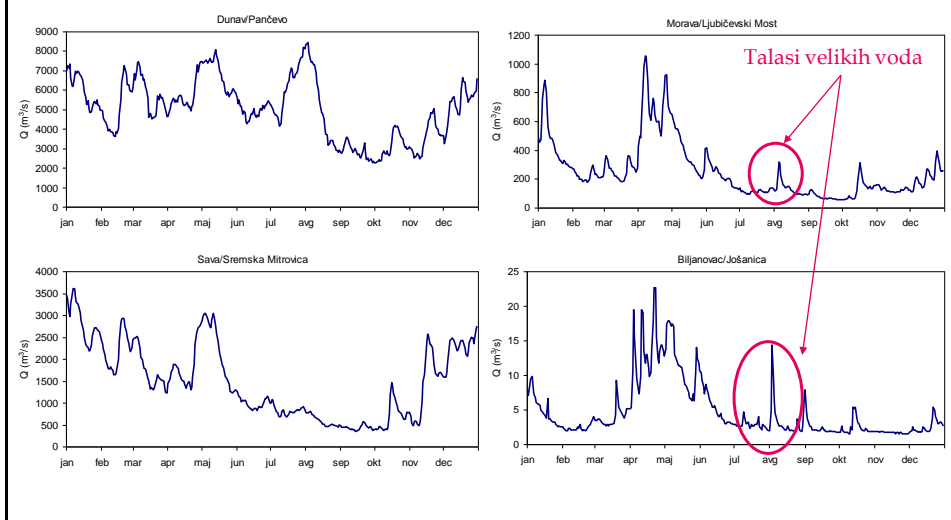 Dunav/Pančevo
Q (m³/s)
9000
8000
7000
6000
5000
4000
3000
2000
1000
0
jan feb mar apr maj jun jul avg sep okt nov dec
Morava/Ljubičevski Most
Talasi velikih voda
Q (m³/s)
1200
1000
800
600
400
200
0
jan feb mar apr maj jun jul avg sep okt nov dec
Sava/Sremska Mitrovica
Q (m³/s)
4000
3500
3000
2500
2000
1500
1000
500
0
jan feb mar apr maj jun jul avg sep okt nov dec
Biljanovac/Jošanica
Q (m³/s)
25
20
15
10
5
0
jan feb mar apr maj jun jul avg sep okt nov dec